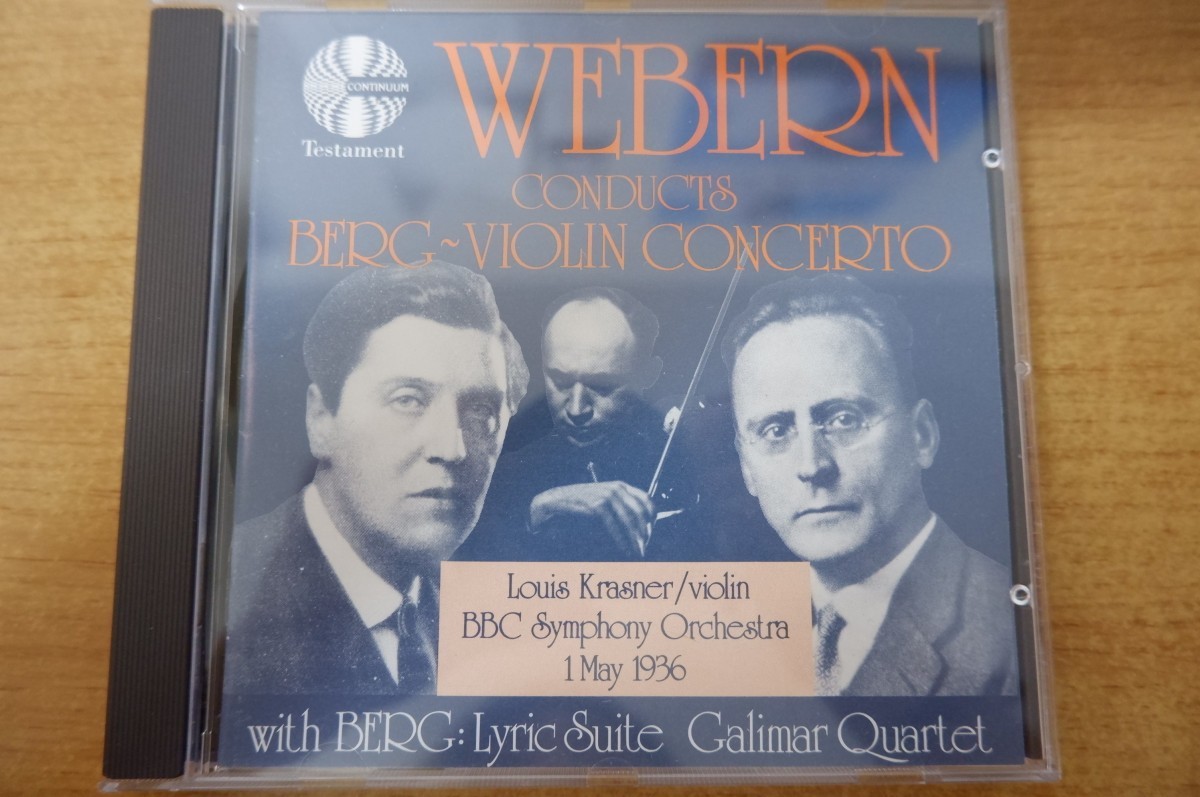 CONTINUUM
Testament
WEBERN
CONDUCTS
BERG~VIOLIN CONCERTO
Louis Krasner/violin
BBC Symphony Orchestra
1 May 1936
with BERG: Lyric Suite Galimar Quartet